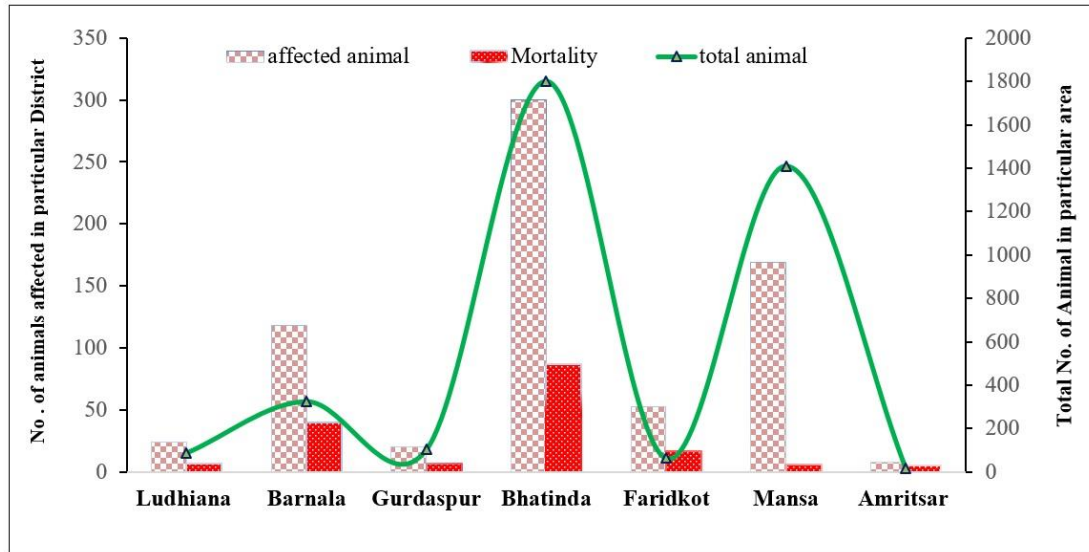 350 2000
affected animal Mortality total animal
300 1800
250 1600
200 1400
150 1200
100 1000
50 800
0 600
400
200
0
No . of animals affected in particular District
Total No. of Animal in particular area
Ludhiana Barnala Gurdaspur Bhatinda Faridkot Mansa Amritsar